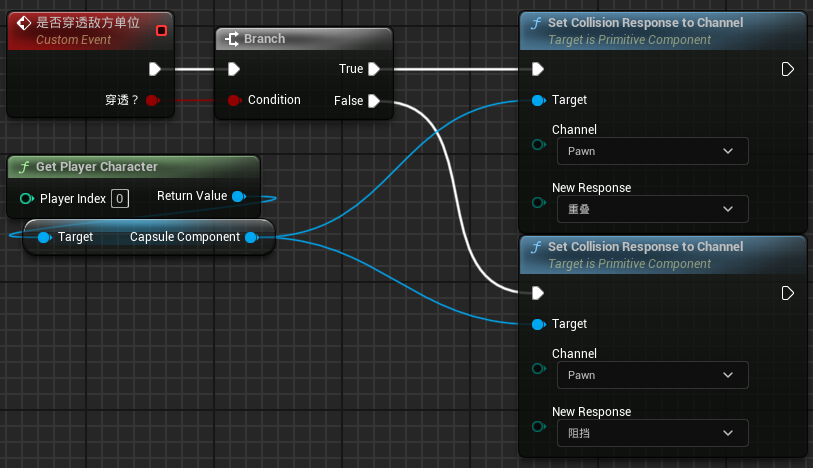 是否穿透敌方单位
Custom Event
穿透？
Branch
True
Condition
False
Get Player Character
Player Index 0
Return Value
Target
Capsule Component
Set Collision Response to Channel
Target is Primitive Component
Target
Channel
Pawn
New Response
重叠
Set Collision Response to Channel
Target is Primitive Component
Target
Channel
Pawn
New Response
阻挡